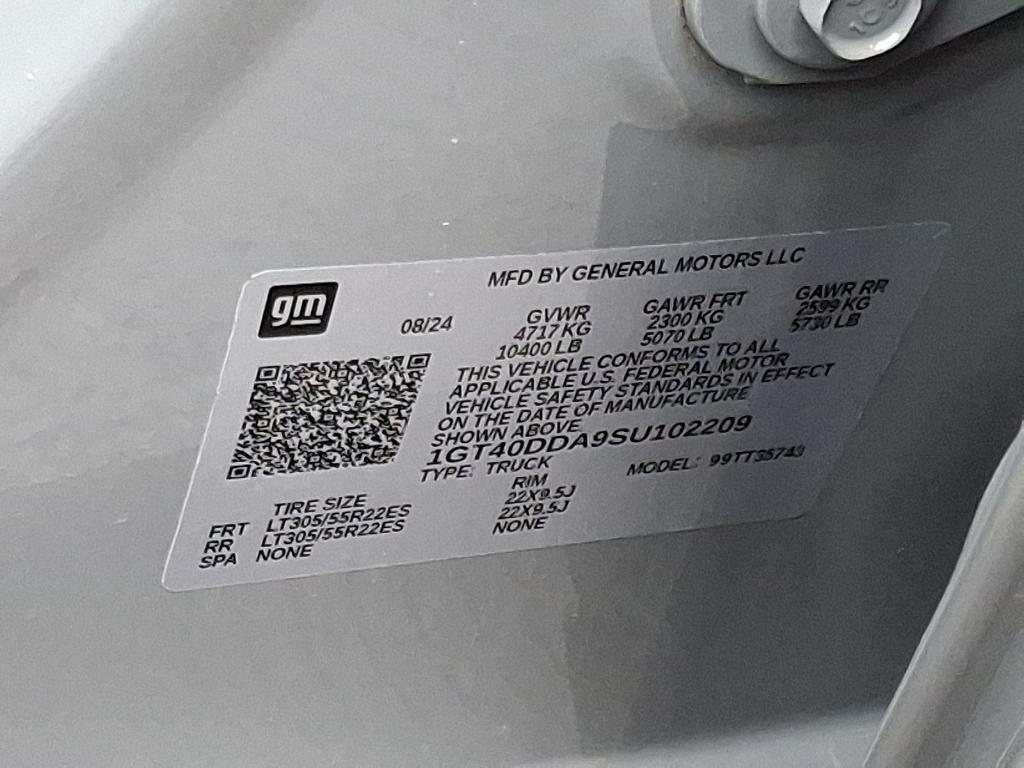 MFD BY GENERAL MOTORS LLC
gm
08/24
GVWR
4717 KG
10400 LB
GAWR FRT
2300 KG
5070 LB
GAWR RR
2599 KG
5730 LB
THIS VEHICLE CONFORMS TO ALL
APPLICABLE U.S. FEDERAL MOTOR
VEHICLE SAFETY STANDARDS IN EFFECT
ON THE DATE OF MANUFACTURE
SHOWN ABOVE
1GT40DDA9SU102209
TYPE: TRUCK MODEL: 99TT35743
TIRE SIZE RIM
FRT LT305/55R22ES 22X9.5J
RR LT305/55R22ES 22X9.5J
SPA NONE NONE